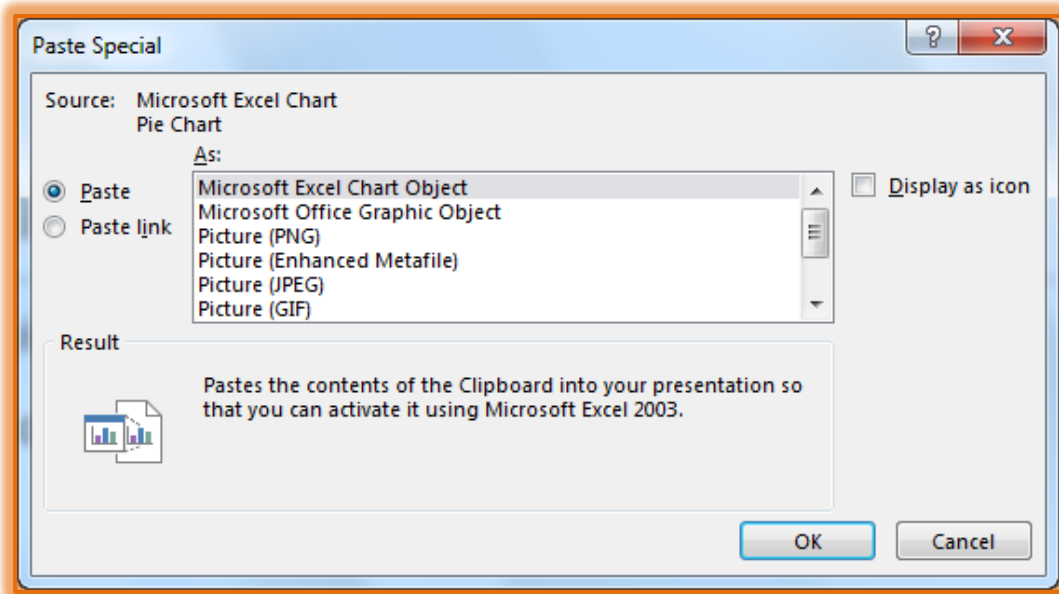 Paste Special
Source: Microsoft Excel Chart
Pie Chart
As:
Paste
Paste link
Microsoft Excel Chart Object
Microsoft Office Graphic Object
Picture (PNG)
Picture (Enhanced Metafile)
Picture (JPEG)
Picture (GIF)
Display as icon
Result
Pastes the contents of the Clipboard into your presentation so
that you can activate it using Microsoft Excel 2003.
OK
Cancel